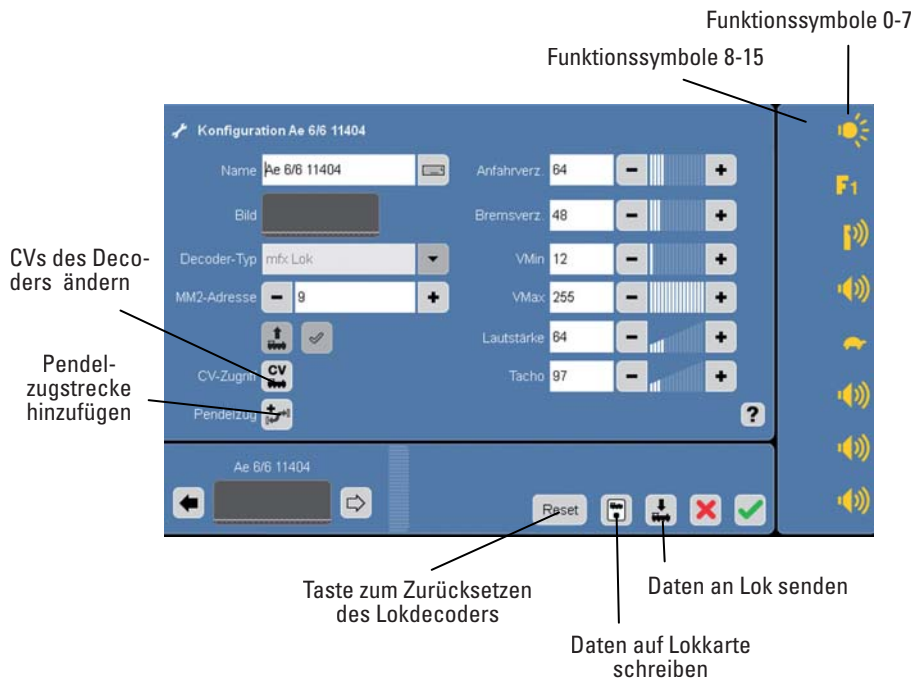 Funktionssymbole 0-7
Funktionssymbole 8-15
Konfiguration Ae 6/6 11404
Name Ae 6/6 11404
Anfahrverz. 64 - +
F1
Bild
Bremsverz. 48 - +
CVs des Deco-
ders ändern
Decoder-Typ mfx Lok
VMin 12 - +
MM2-Adresse - 9 +
VMax 255 - +
Lautstärke 64 - +
Pendel-
zugstrecke
hinzufügen
CV-Zugriff CV
Tacho 97 - +
Pendelzug
?
Ae 6/6 11404
Reset
Taste zum Zurücksetzen
des Lokdecoders
Daten an Lok senden
Daten auf Lokkarte
schreiben